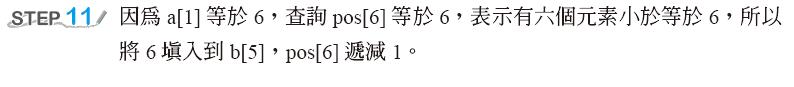 STEP 11 因為 a[1] 等於 6，查詢 pos[6] 等於 6，表示有六個元素小於等於 6，所以
將 6 填入到 b[5]，pos[6] 遞減 1。